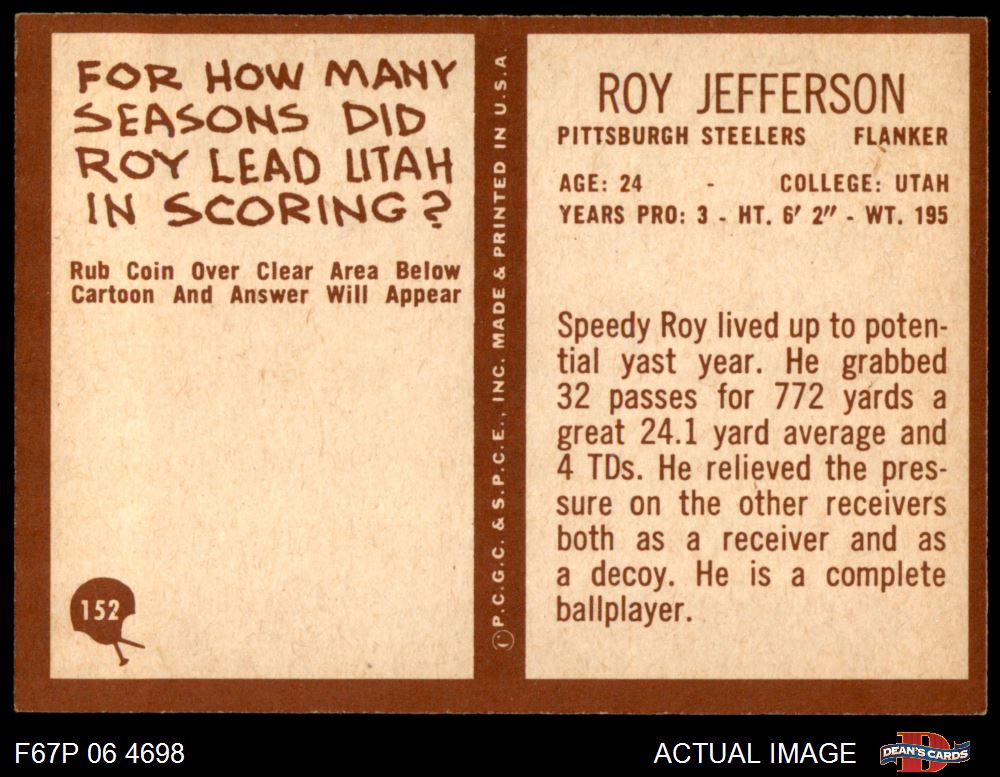 FOR HOW MANY
SEASONS DID
ROY LEAD UTAH
IN SCORING?
Rub Coin Over Clear Area Below
Cartoon And Answer Will Appear
152
©P.C.G.C. & S.P.C.E., INC. MADE & PRINTED IN U.S.A
ROY JEFFERSON
PITTSBURGH STEELERS FLANKER
AGE: 24 - COLLEGE: UTAH
YEARS PRO: 3 - HT. 6' 2" - WT. 195
Speedy Roy lived up to poten-
tial yast year. He grabbed
32 passes for 772 yards a
great 24.1 yard average and
4 TDs. He relieved the pres-
sure on the other receivers
both as a receiver and as
a decoy. He is a complete
ballplayer.
F67P 06 4698
ACTUAL IMAGE
D
DEAN'S CARDS